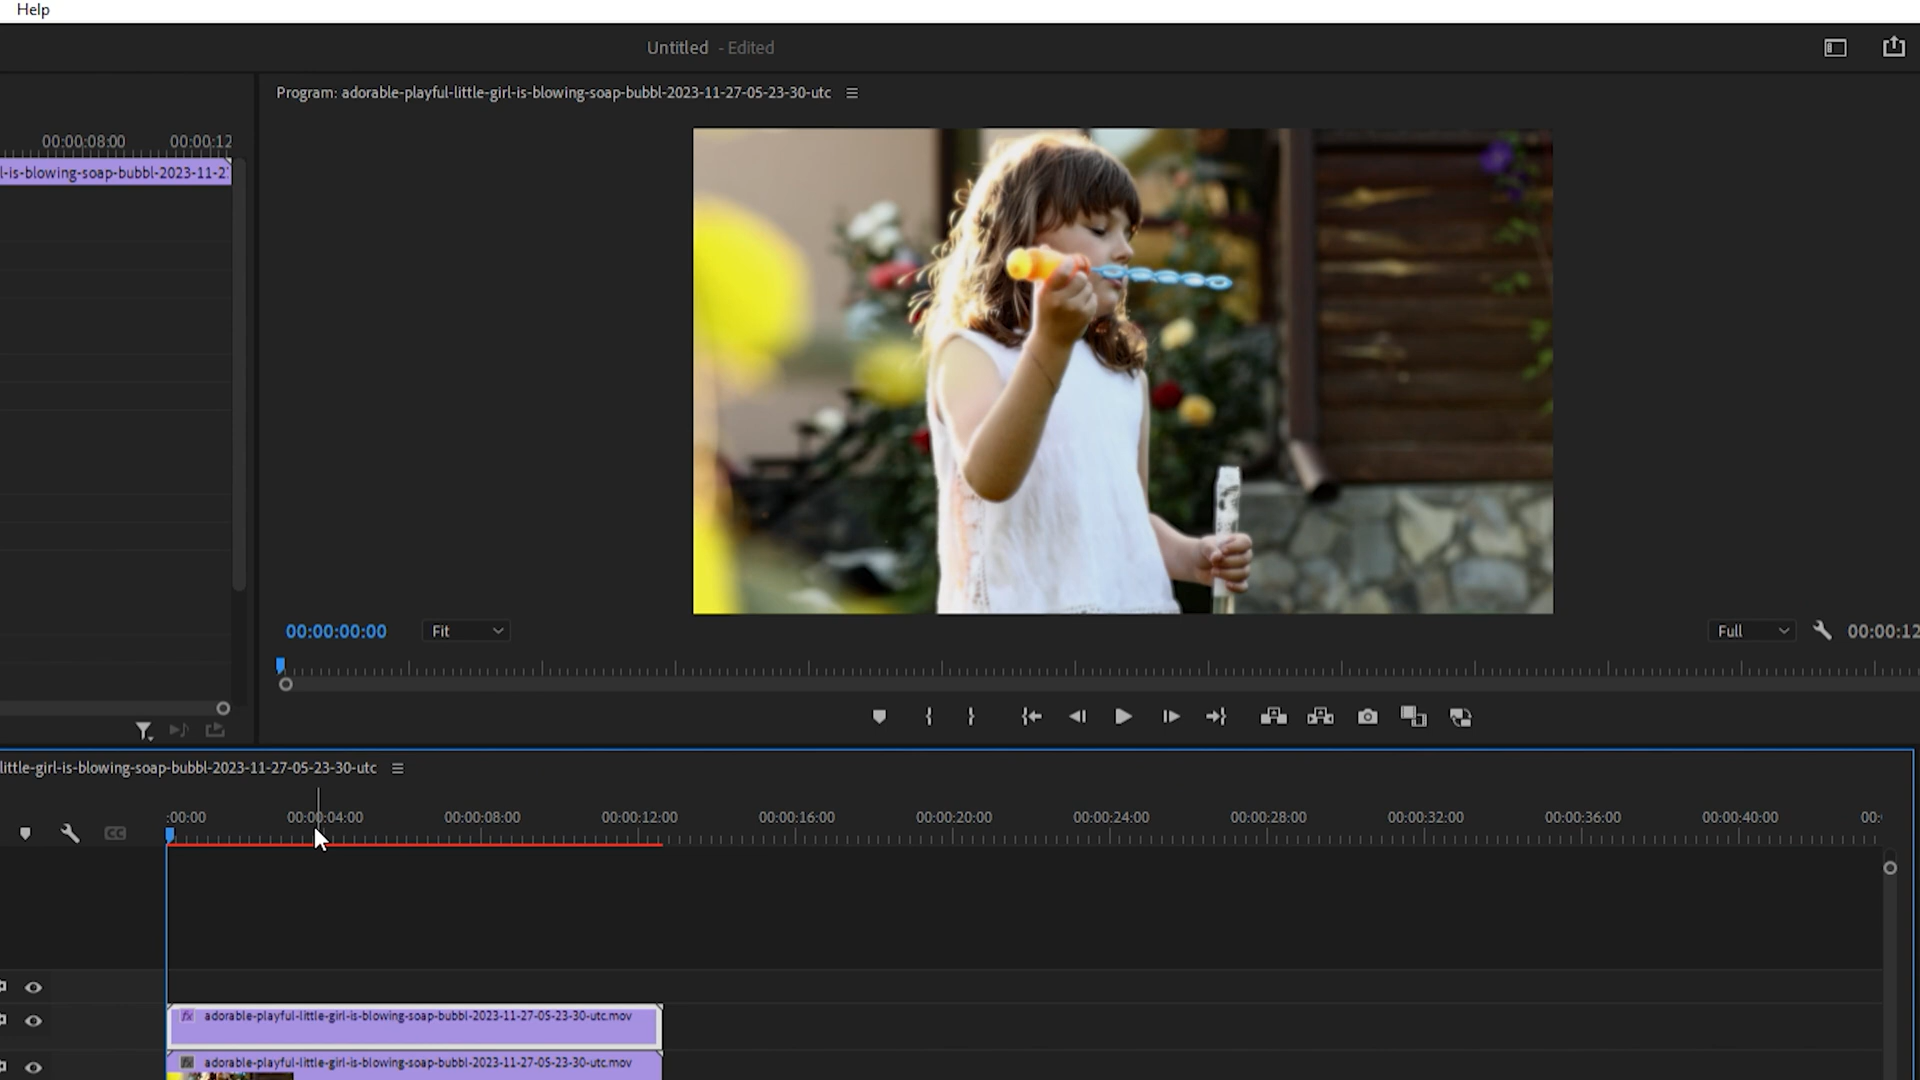 Help
Untitled - Edited
Program: adorable-playful-little-girl-is-blowing-soap-bubbl-2023-11-27-05-23-30-utc
00:00:08:00 00:00:12
l-is-blowing-soap-bubbl-2023-11-2
00:00:00:00 Fit Full 00:00:12
little-girl-is-blowing-soap-bubbl-2023-11-27-05-23-30-utc
:00:00 00:00:04:00 00:00:08:00 00:00:12:00 00:00:16:00 00:00:20:00 00:00:24:00 00:00:28:00 00:00:32:00 00:00:36:00 00:00:40:00 00:
CC
fx adorable-playful-little-girl-is-blowing-soap-bubbl-2023-11-27-05-23-30-utc.mov
fx adorable-playful-little-girl-is-blowing-soap-bubbl-2023-11-27-05-23-30-utc.mov